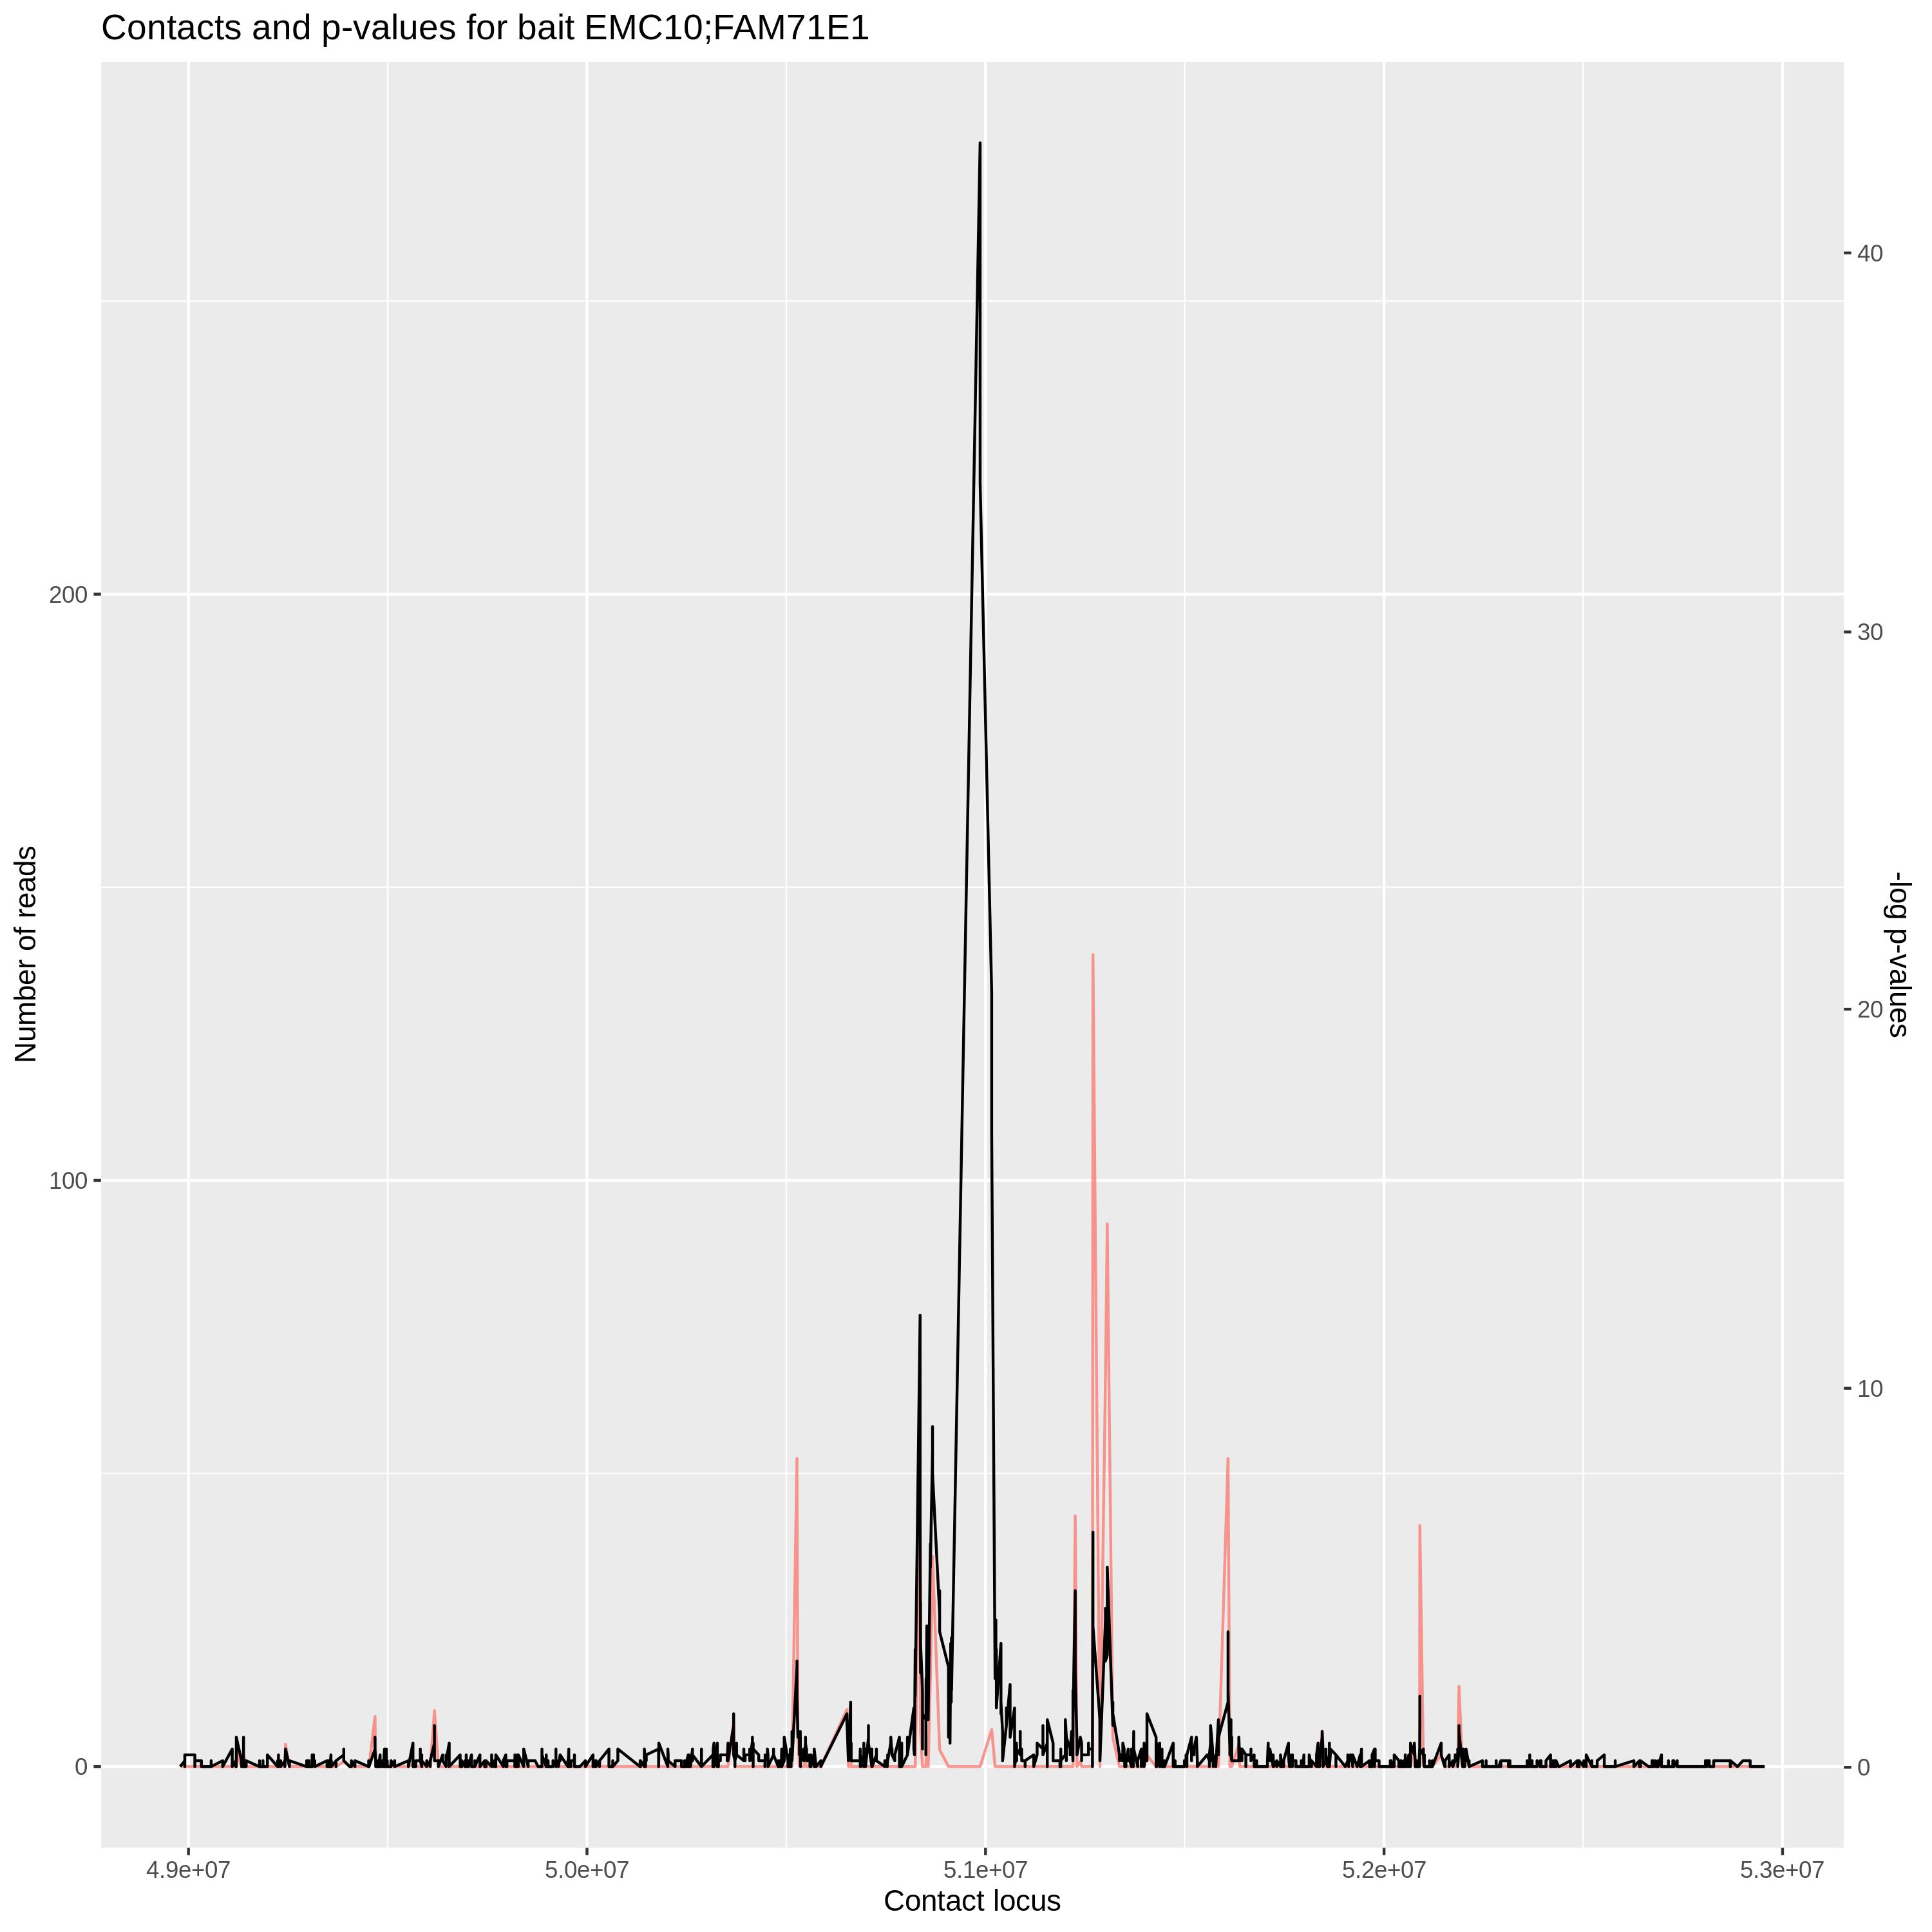 Contacts and p-values for bait EMC10;FAM71E1
Number of reads
200
100
0
40
30
20
10
0
-log p-values
4.9e+07 5.0e+07 5.1e+07 5.2e+07 5.3e+07
Contact locus